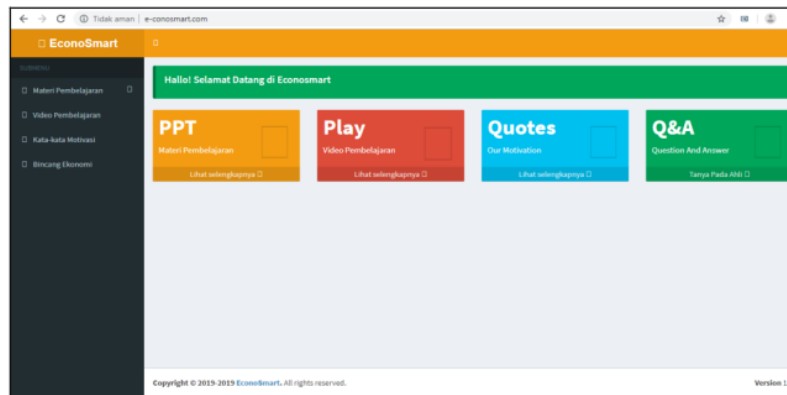 Tidak aman | e-conosmart.com
EconoSmart
SUBMENU
Materi Pembelajaran
Video Pembelajaran
Kata-kata Motivasi
Bincang Ekonomi
Hallo! Selamat Datang di Econosmart
PPT
Materi Pembelajaran
Lihat selengkapnya
Play
Video Pembelajaran
Lihat selengkapnya
Quotes
Our Motivation
Lihat selengkapnya
Q&A
Question And Answer
Tanya Pada Ahli
Copyright © 2019-2019 EconoSmart. All rights reserved.
Version 1